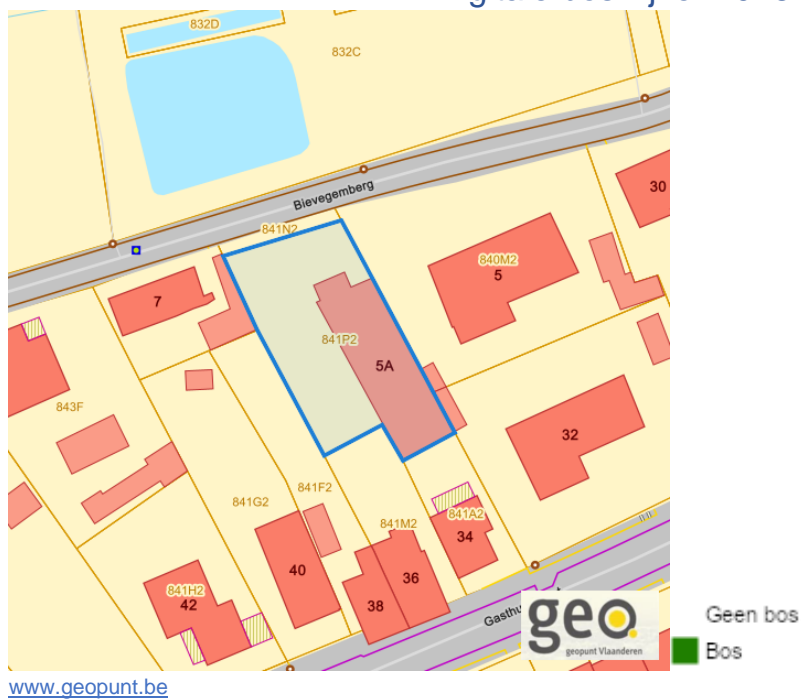 832D
832C
Bievegemberg
841N2
30
840M2
5
7
841P2
5A
843F
32
841G2
841F2
841M2
841A2
34
40
36
38
841H2
42
geo
geopunt Vlaanderen
Geen bos
Bos
www.geopunt.be